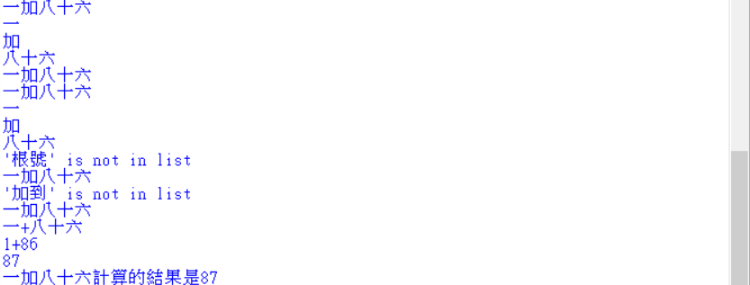 一加八十六
一
加
八十六
一加八十六
一加八十六
一
加
八十六
'根號' is not in list
一加八十六
'加到' is not in list
一加八十六
一+八十六
1+86
87
一加八十六計算的結果是87